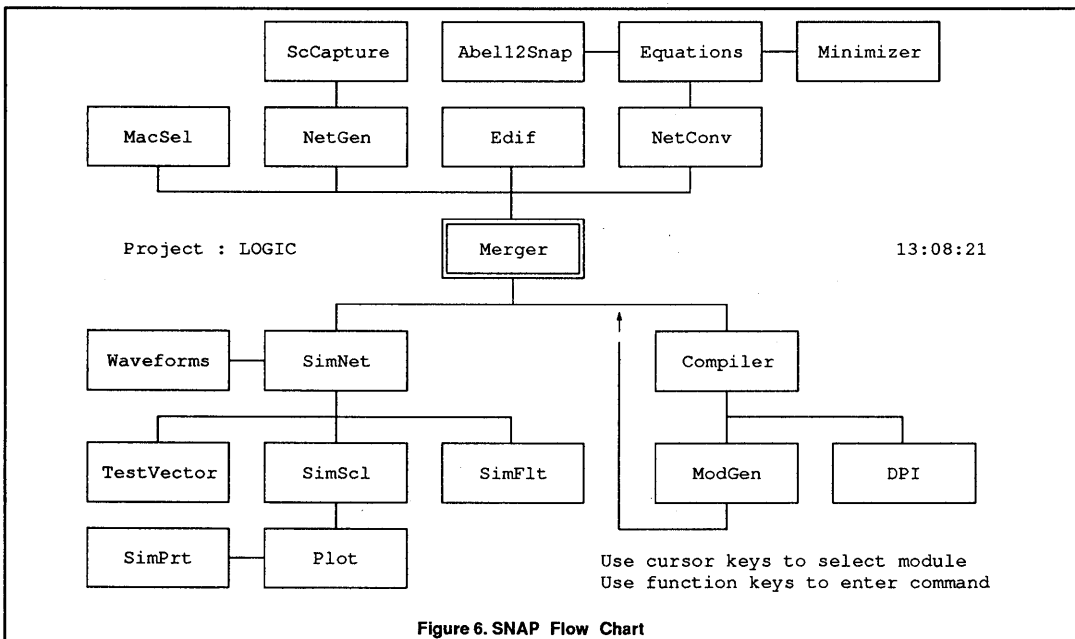 ScCapture
Abel12Snap
Equations
Minimizer
MacSel
NetGen
Edif
NetConv
Project : LOGIC
Merger
13:08:21
Waveforms
SimNet
Compiler
TestVector
SimScl
SimFlt
ModGen
DPI
SimPrt
Plot
Use cursor keys to select module
Use function keys to enter command
Figure 6. SNAP Flow Chart